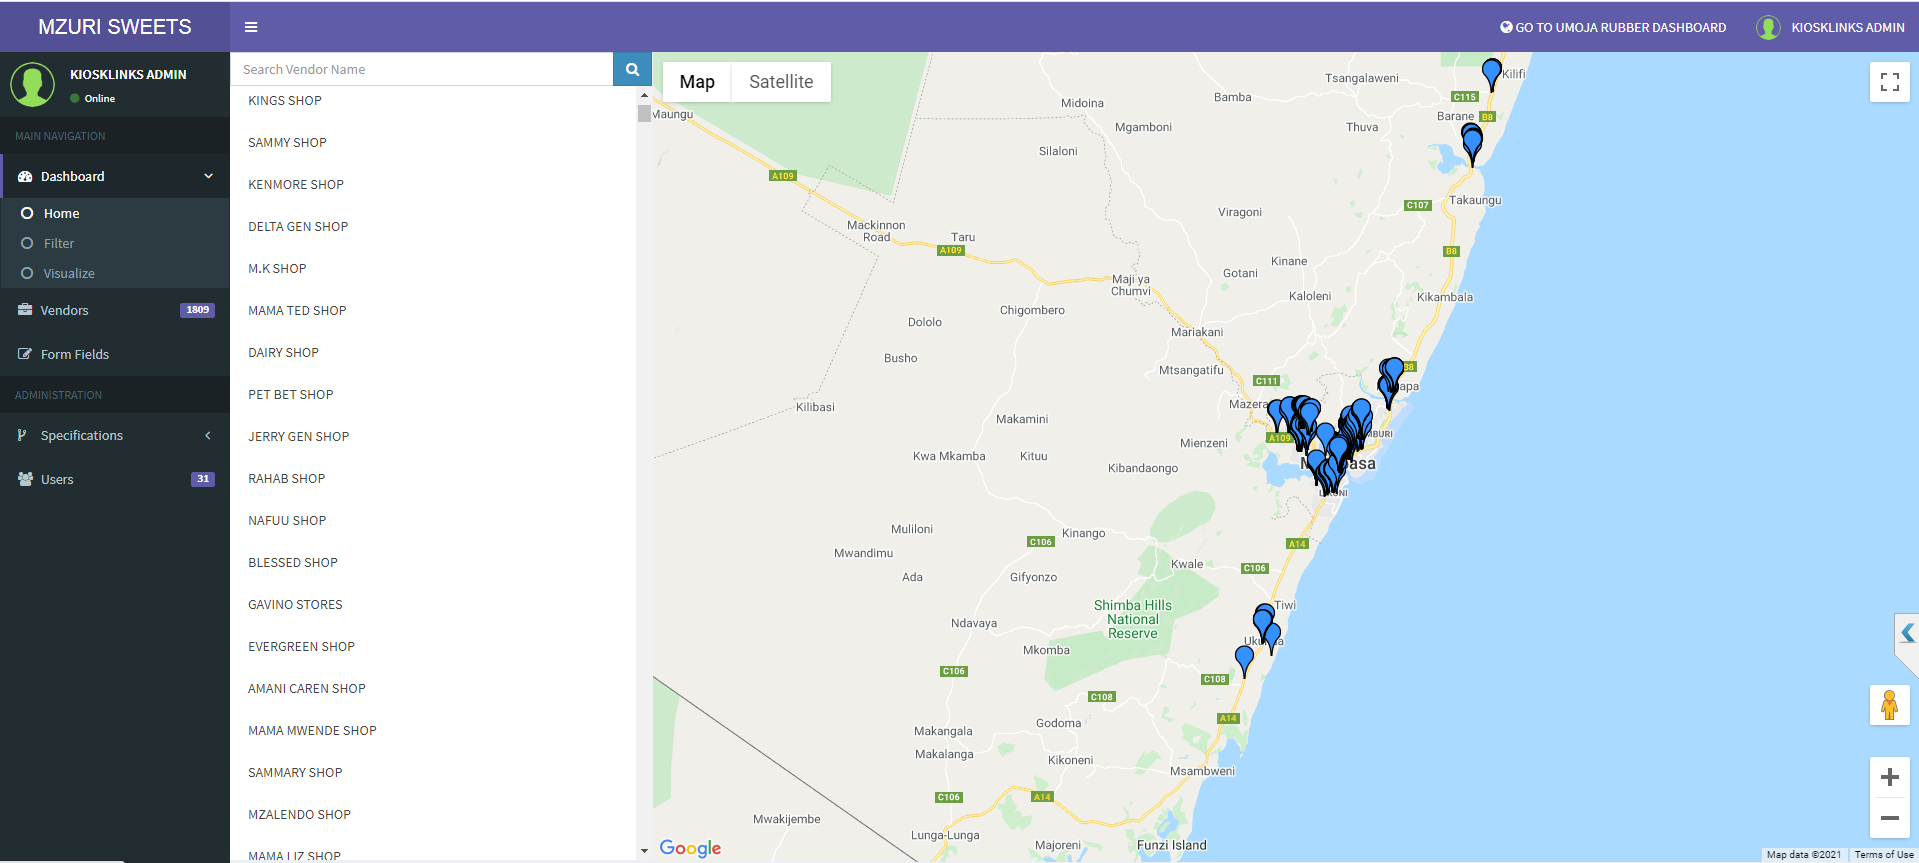 MZURI SWEETS
GO TO UMOJA RUBBER DASHBOARD
KIOSKLINKS ADMIN
KIOSKLINKS ADMIN
Online
MAIN NAVIGATION
Dashboard
Home
Filter
Visualize
Vendors 1809
Form Fields
ADMINISTRATION
Specifications
Users 31
Search Vendor Name
KINGS SHOP
SAMMY SHOP
KENMORE SHOP
DELTA GEN SHOP
M.K SHOP
MAMA TED SHOP
DAIRY SHOP
PET BET SHOP
JERRY GEN SHOP
RAHAB SHOP
NAFUU SHOP
BLESSED SHOP
GAVINO STORES
EVERGREEN SHOP
AMANI CAREN SHOP
MAMA MWENDE SHOP
SAMMARY SHOP
MZALENDO SHOP
MAMA LIZ SHOP
Map Satellite
Kilifi
Tsangalaweni
Bamba
C115
Midoina
Maungu
Barane
B8
Mgamboni
Thuva
Silaloni
A109
Takaungu
C107
Viragoni
Mackinnon
Road
Taru
A109
B8
Kinane
Gotani
Maji ya
Chumvi
Kaloleni
Kikambala
Chigombero
Dololo
Mariakani
Busho
Mtsangatifu
B8
C111
Kilibasi
Mazera
Makamini
A109
Mienzeni
Kwa Mkamba
Kituu
Kibandaongo
Muliloni
Kinango
C106
A14
Mwandimu
Kwale
C106
Ada
Gifyonzo
Shimba Hills
National
Reserve
Tiwi
Ndavaya
Mkomba
C106
C108
C108
A14
Godoma
Makangala
Makalanga
Kikoneni
Msambweni
C106
A14
Mwakijembe
Lunga-Lunga
Majoreni
Funzi Island
Google
Map data ©2021
Terms of Use